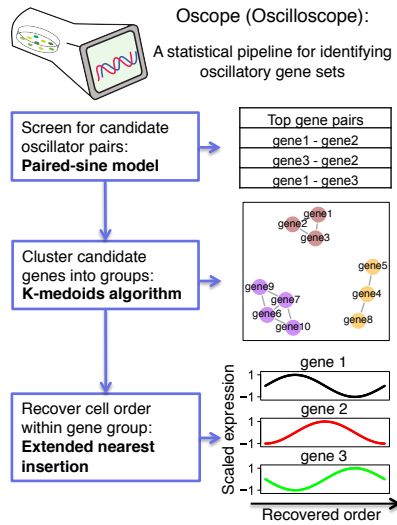 Oscope (Oscilloscope):
A statistical pipeline for identifying
oscillatory gene sets
Screen for candidate
oscillator pairs:
Paired-sine model
Top gene pairs
gene1 - gene2
gene3 - gene2
gene1 - gene3
Cluster candidate
genes into groups:
K-medoids algorithm
gene1
gene2
gene3
gene5
gene9
gene7
gene4
gene6
gene8
gene10
Recover cell order
within gene group:
Extended nearest
insertion
Scaled expression
gene 1
1
−1
gene 2
1
−1
gene 3
1
−1
Recovered order